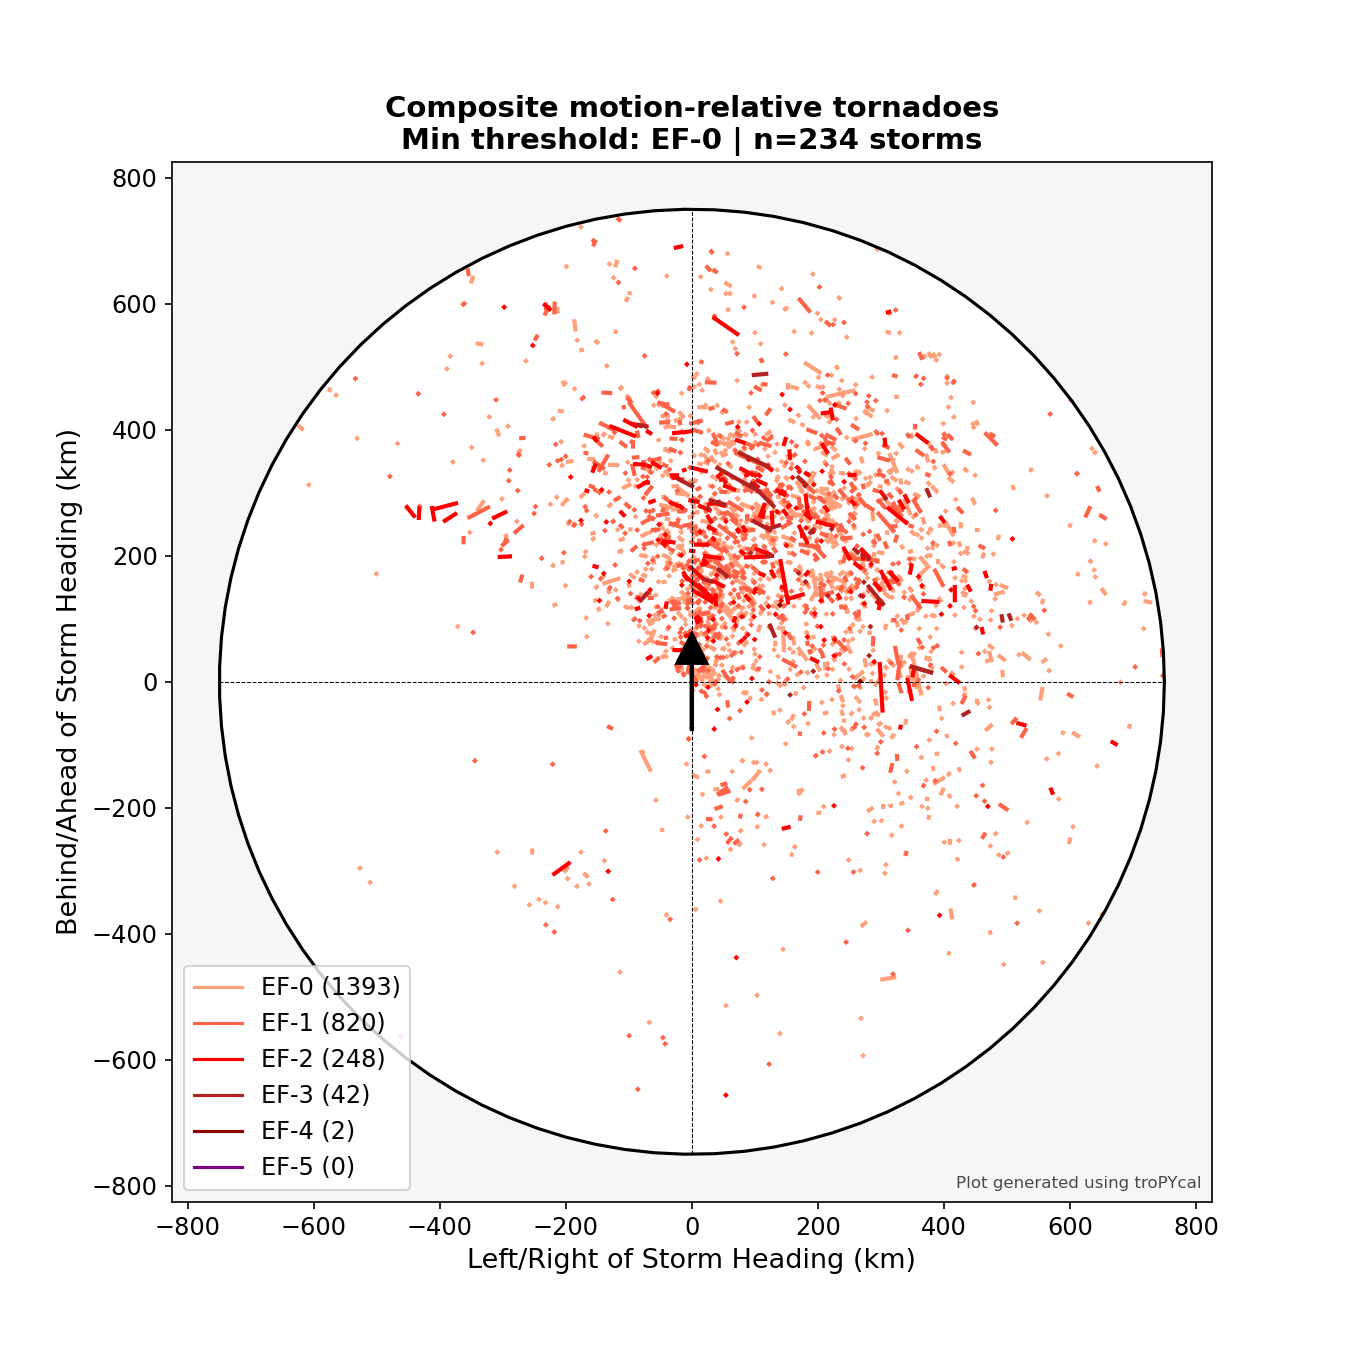 Composite motion-relative tornadoes
Min threshold: EF-0 | n=234 storms
Behind/Ahead of Storm Heading (km)
800
600
400
200
0
−200
−400
−600
−800
EF-0 (1393)
EF-1 (820)
EF-2 (248)
EF-3 (42)
EF-4 (2)
EF-5 (0)
Plot generated using troPYcal
−800 −600 −400 −200 0 200 400 600 800
Left/Right of Storm Heading (km)